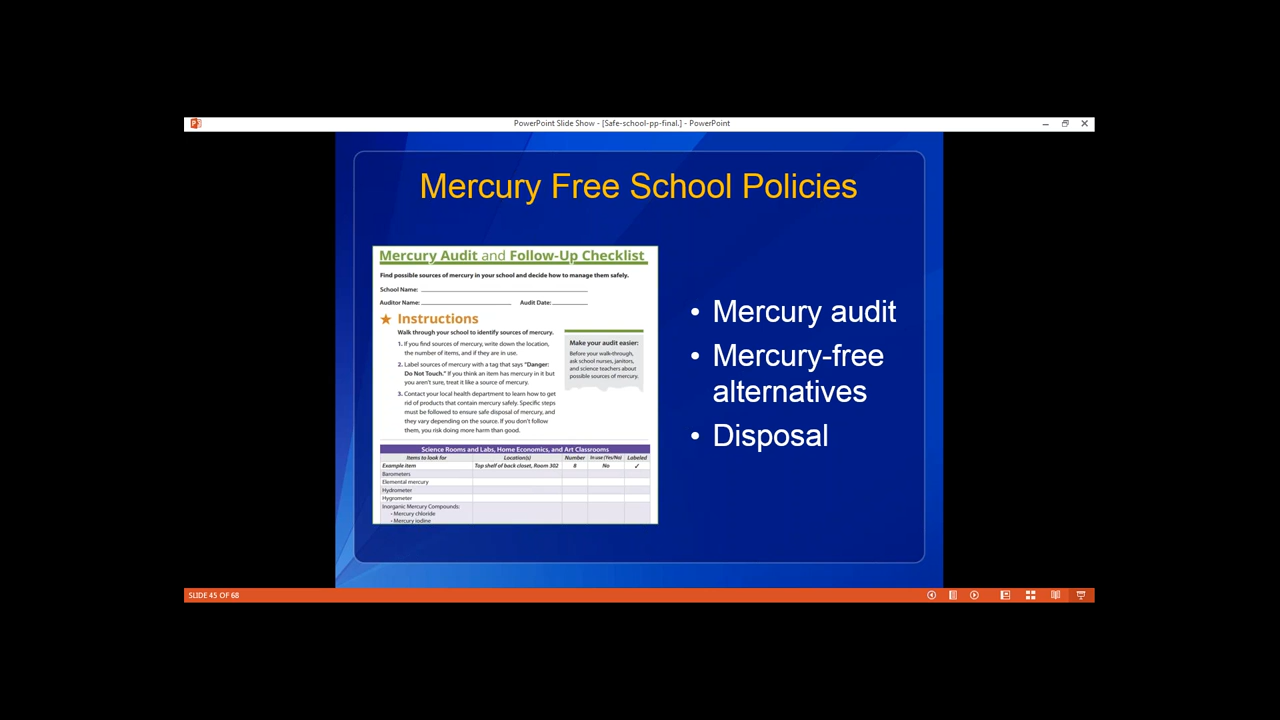 PowerPoint Slide Show - [Safe-school-pp-final.] - PowerPoint
Mercury Free School Policies
Mercury Audit and Follow-Up Checklist
Find possible sources of mercury in your school and decide how to manage them safely.
School Name:
Auditor Name: Audit Date:
★ Instructions
Walk through your school to identify sources of mercury.
1. If you find sources of mercury, write down the location,
the number of items, and if they are in use.
2. Label sources of mercury with a tag that says "Danger:
Do Not Touch." If you think an item has mercury in it but
you aren't sure, treat it like a source of mercury.
3. Contact your local health department to learn how to get
rid of products that contain mercury safely. Specific steps
must be followed to ensure safe disposal of mercury, and
they vary depending on the source. If you don't follow
them, you risk doing more harm than good.
Make your audit easier:
Before your walk-through,
ask school nurses, janitors,
and science teachers about
possible sources of mercury.
Science Rooms and Labs, Home Economics, and Art Classrooms
Items to look for Location(s) Number In use (Yes/No) Labeled
Example item Top shelf of back closet, Room 302 8 No ✓
Barometers
Elemental mercury
Hydrometer
Hygrometer
Inorganic Mercury Compounds:
- Mercury chloride
- Mercury iodine
• Mercury audit
• Mercury-free
alternatives
• Disposal
SLIDE 45 OF 68